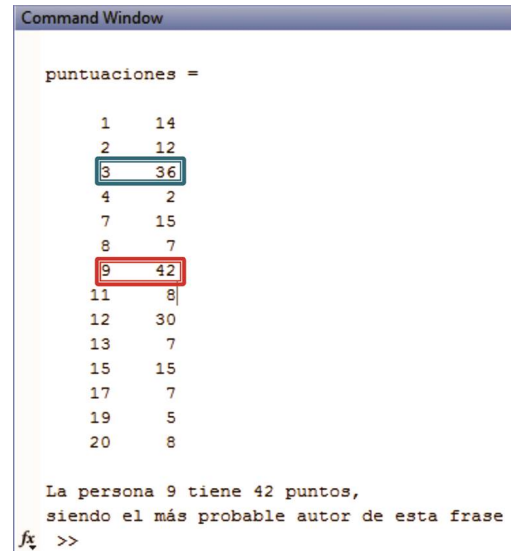 Command Window
puntuaciones =
1 14
2 12
3 36
4 2
7 15
8 7
9 42
11 8
12 30
13 7
15 15
17 7
19 5
20 8
La persona 9 tiene 42 puntos,
siendo el más probable autor de esta frase
fx >>